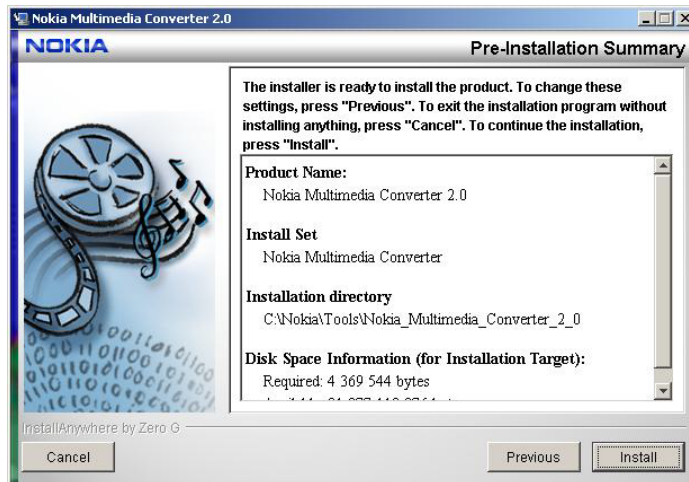 Nokia Multimedia Converter 2.0
NOKIA
Pre-Installation Summary
The installer is ready to install the product. To change these
settings, press "Previous". To exit the installation program without
installing anything, press "Cancel". To continue the installation,
press "Install".
Product Name:
Nokia Multimedia Converter 2.0
Install Set
Nokia Multimedia Converter
Installation directory
C:\Nokia\Tools\Nokia_Multimedia_Converter_2_0
Disk Space Information (for Installation Target):
Required: 4 369 544 bytes
InstallAnywhere by Zero G
Cancel
Previous
Install